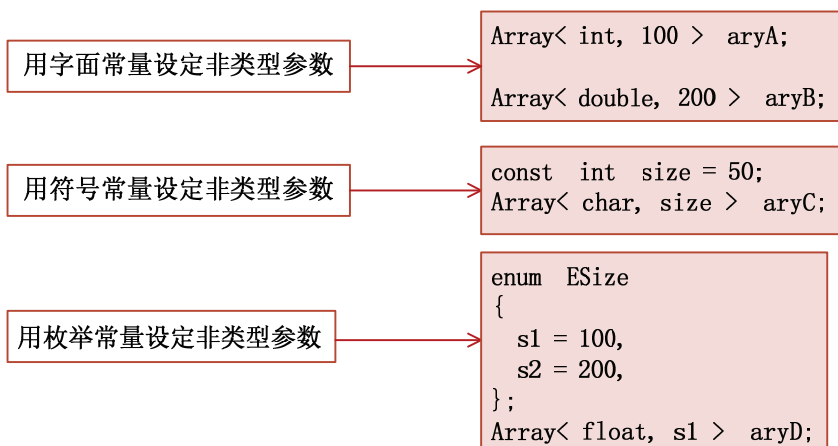 用字面常量设定非类型参数
Array< int, 100 > aryA;
Array< double, 200 > aryB;
用符号常量设定非类型参数
const int size = 50;
Array< char, size > aryC;
用枚举常量设定非类型参数
enum ESize
{
s1 = 100,
s2 = 200,
};
Array< float, s1 > aryD;